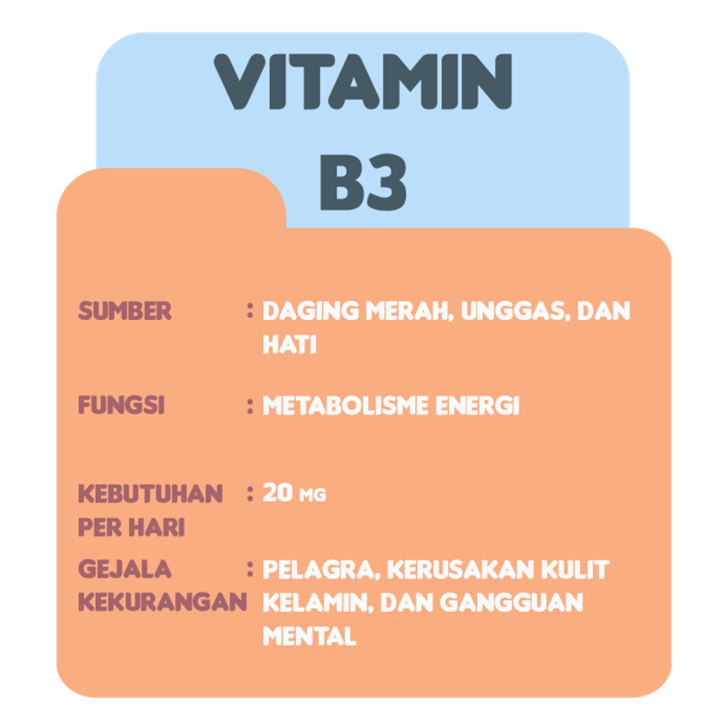 VITAMIN
B3
SUMBER : DAGING MERAH, UNGGAS, DAN
HATI
FUNGSI : METABOLISME ENERGI
KEBUTUHAN : 20 MG
PER HARI
GEJALA : PELAGRA, KERUSAKAN KULIT
KEKURANGAN KELAMIN, DAN GANGGUAN
MENTAL